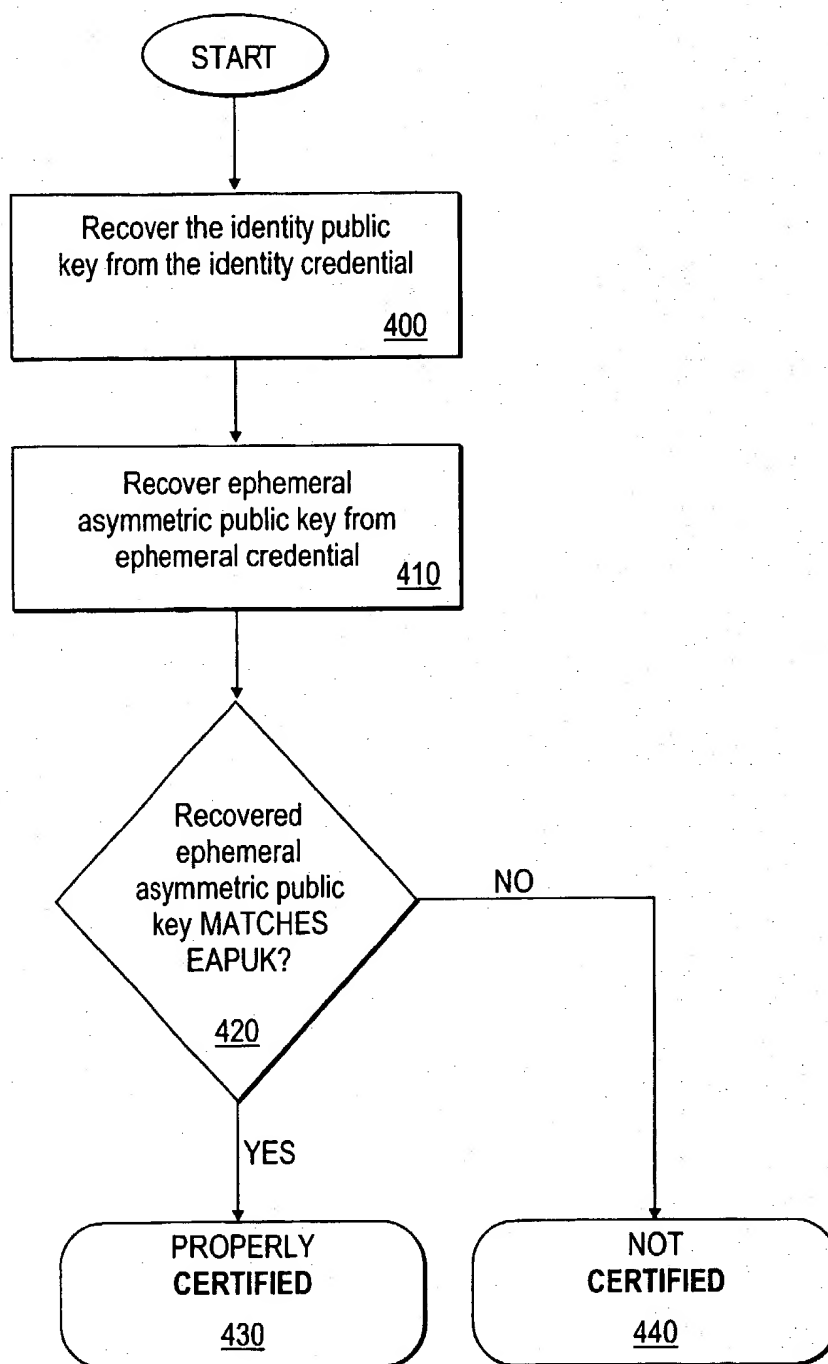 START
Recover the identity public
key from the identity credential
400
Recover ephemeral
asymmetric public key from
ephemeral credential
410
Recovered
ephemeral
asymmetric public
key MATCHES
EAPUK?
420
NO
YES
PROPERLY
CERTIFIED
430
NOT
CERTIFIED
440